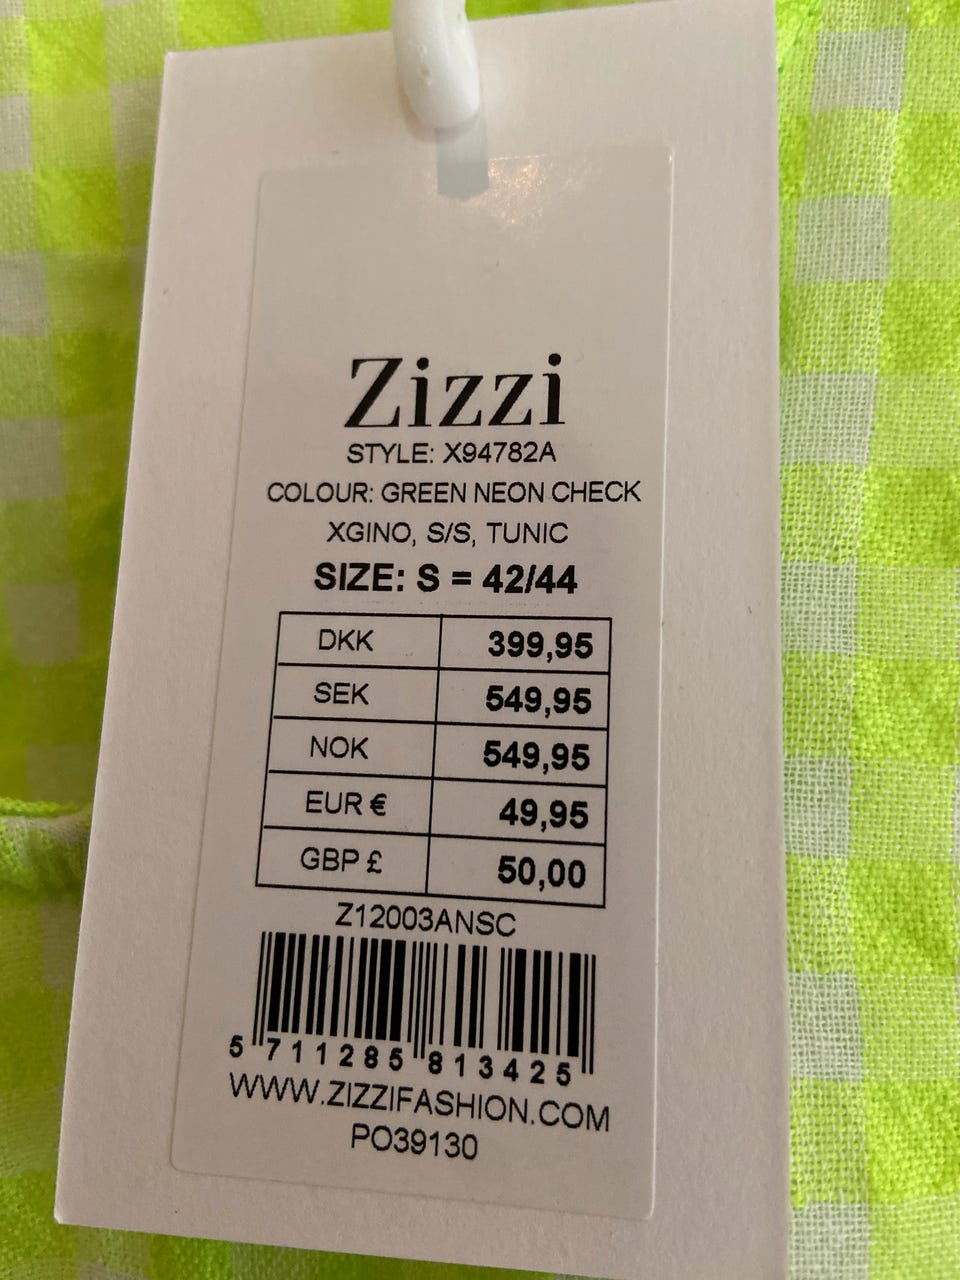 Zizzi
STYLE: X94782A
COLOUR: GREEN NEON CHECK
XGINO, S/S, TUNIC
SIZE: S = 42/44
DKK 399,95
SEK 549,95
NOK 549,95
EUR € 49,95
GBP £ 50,00
Z12003ANSC
5 711285 813425
WWW.ZIZZIFASHION.COM
PO39130